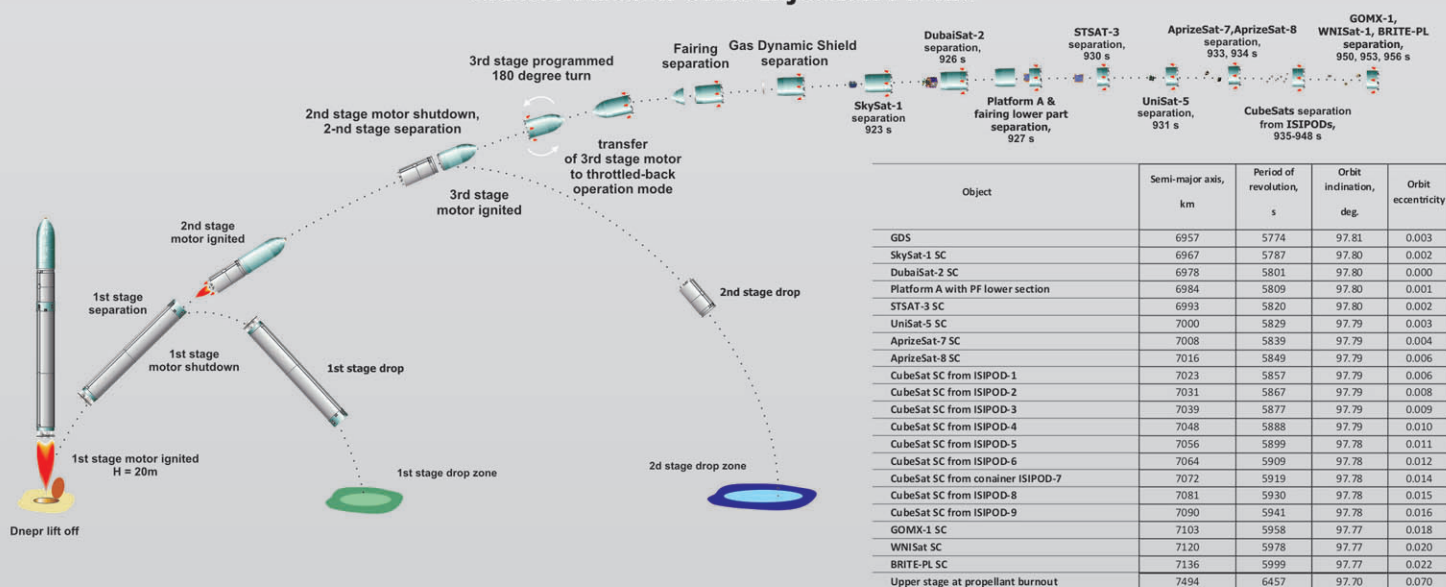 3rd stage programmed
180 degree turn
Fairing
separation
Gas Dynamic Shield
separation
DubaiSat-2
separation,
926 s
STSAT-3
separation,
930 s
AprizeSat-7,AprizeSat-8
separation,
933, 934 s
GOMX-1,
WNISat-1, BRITE-PL
separation,
950, 953, 956 s
2nd stage motor shutdown,
2-nd stage separation
SkySat-1
separation
923 s
Platform A &
fairing lower part
separation,
927 s
UniSat-5
separation,
931 s
CubeSats separation
from ISIPODs,
935-948 s
transfer
of 3rd stage motor
to throttled-back
operation mode
3rd stage
motor ignited
2nd stage
motor ignited
1st stage
separation
1st stage
motor shutdown
1st stage drop
2nd stage drop
1st stage motor ignited
H = 20m
1st stage drop zone
2d stage drop zone
Dnepr lift off
Object Semi-major axis, km Period of revolution, s Orbit inclination, deg. Orbit eccentricity
GDS 6957 5774 97.81 0.003
SkySat-1 SC 6967 5787 97.80 0.002
DubaiSat-2 SC 6978 5801 97.80 0.000
Platform A with PF lower section 6984 5809 97.80 0.001
STSAT-3 SC 6993 5820 97.80 0.002
UniSat-5 SC 7000 5829 97.79 0.003
AprizeSat-7 SC 7008 5839 97.79 0.004
AprizeSat-8 SC 7016 5849 97.79 0.006
CubeSat SC from ISIPOD-1 7023 5857 97.79 0.006
CubeSat SC from ISIPOD-2 7031 5867 97.79 0.008
CubeSat SC from ISIPOD-3 7039 5877 97.79 0.009
CubeSat SC from ISIPOD-4 7048 5888 97.79 0.010
CubeSat SC from ISIPOD-5 7056 5899 97.78 0.011
CubeSat SC from ISIPOD-6 7064 5909 97.78 0.012
CubeSat SC from conainer ISIPOD-7 7072 5919 97.78 0.014
CubeSat SC from ISIPOD-8 7081 5930 97.78 0.015
CubeSat SC from ISIPOD-9 7090 5941 97.78 0.016
GOMX-1 SC 7103 5958 97.77 0.018
WNISat SC 7120 5978 97.77 0.020
BRITE-PL SC 7136 5999 97.77 0.022
Upper stage at propellant burnout 7494 6457 97.70 0.070